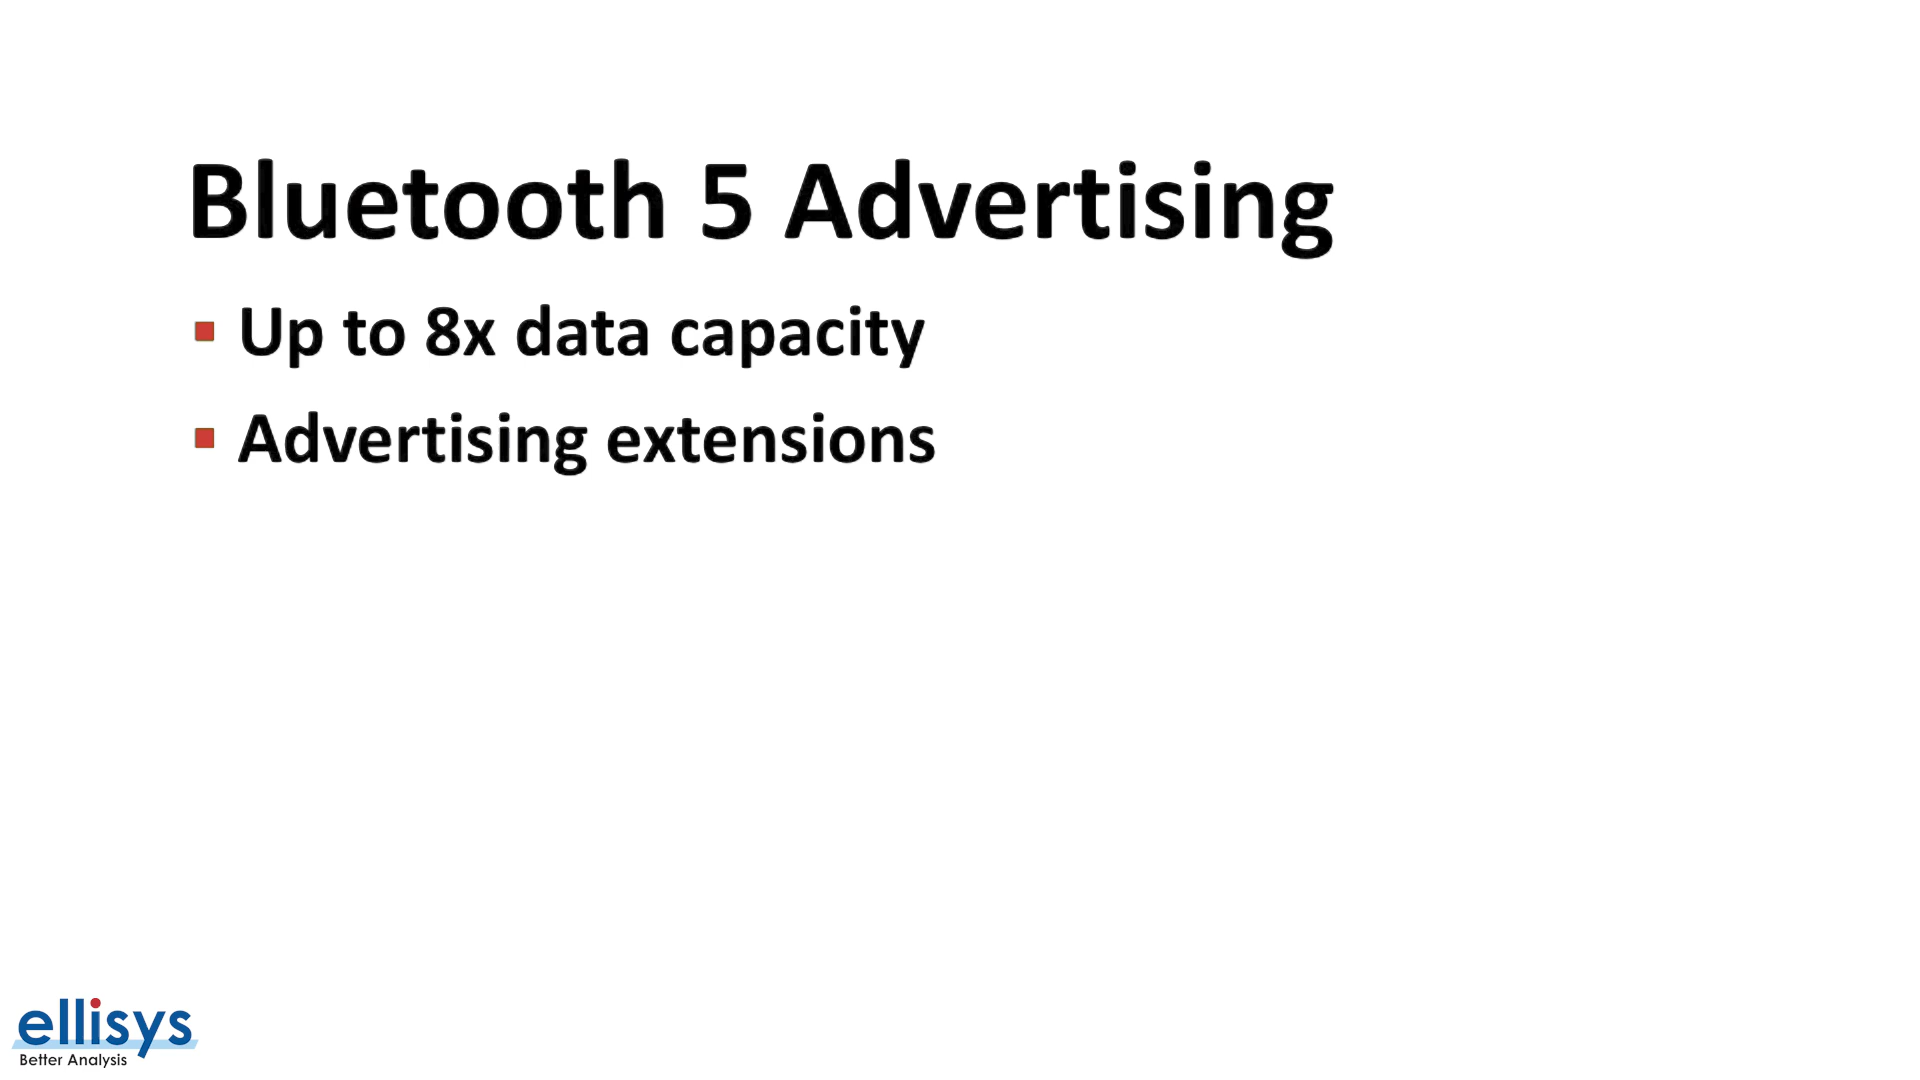 Bluetooth 5 Advertising
Up to 8x data capacity
Advertising extensions
ellisys
Better Analysis